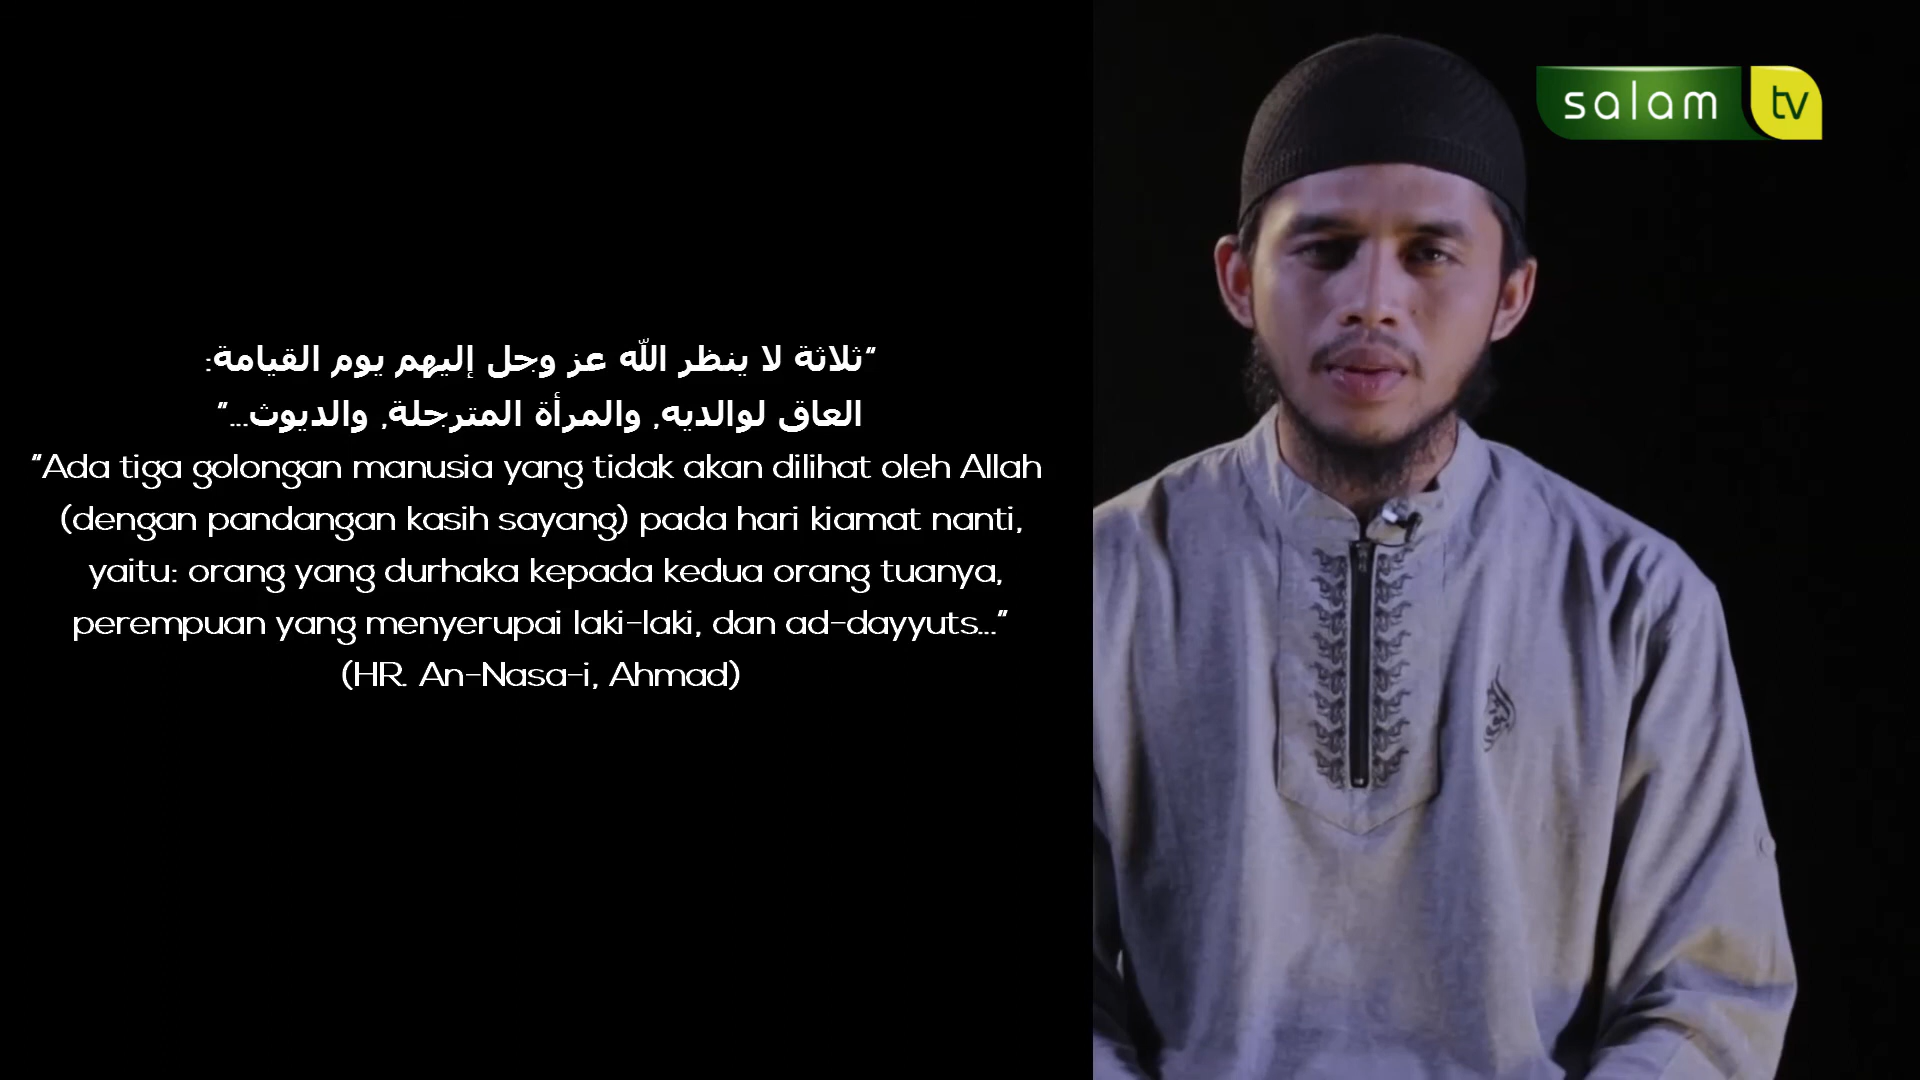 "ثلاثة لا ينظر الله عز وجل إليهم يوم القيامة:
العاق لوالديه, والمرأة المترجلة, والديوث..."
"Ada tiga golongan manusia yang tidak akan dilihat oleh Allah
(dengan pandangan kasih sayang) pada hari kiamat nanti,
yaitu: orang yang durhaka kepada kedua orang tuanya,
perempuan yang menyerupai laki-laki, dan ad-dayyuts..."
(HR. An-Nasa-i, Ahmad)
salam tv